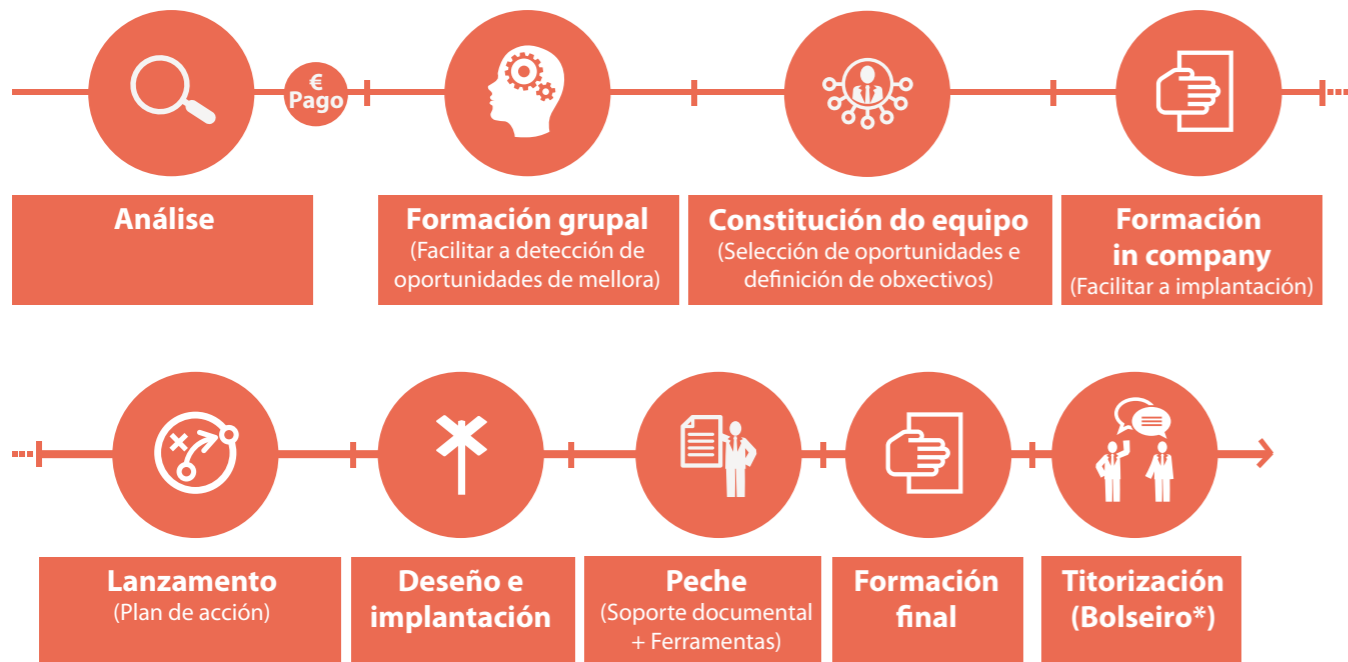 €
Pago
Análise
Formación grupal
(Facilitar a detección de
oportunidades de mellora)
Constitución do equipo
(Selección de oportunidades e
definición de obxectivos)
Formación
in company
(Facilitar a implantación)
Lanzamento
(Plan de acción)
Deseño e
implantación
Peche
(Soporte documental
+ Ferramentas)
Formación
final
Titorización
(Bolseiro*)